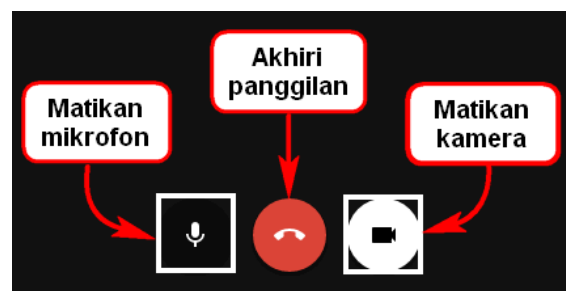 Akhiri
panggilan
Matikan
mikrofon
Matikan
kamera